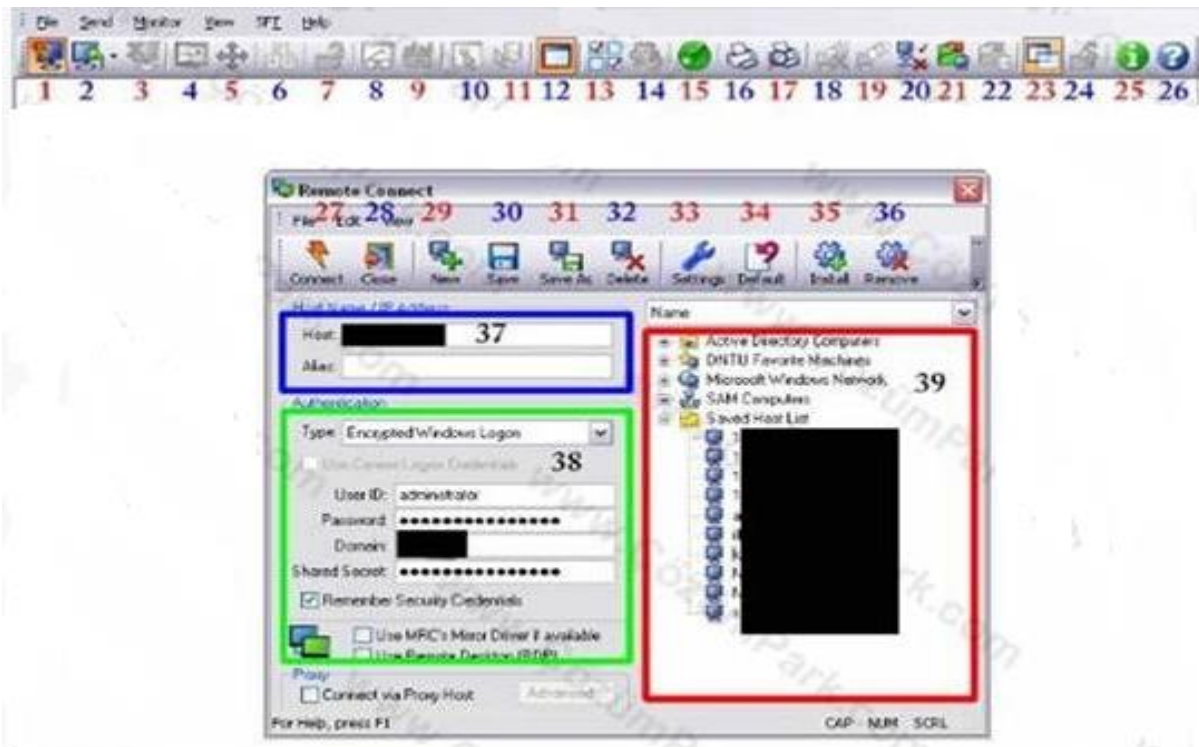 File Send Monitor View SFT Help
1 2 3 4 5 6 7 8 9 10 11 12 13 14 15 16 17 18 19 20 21 22 23 24 25 26
Remote Connect
File Edit View
27 28 29 30 31 32 33 34 35 36
Connect Close New Save Save As Delete Settings Default Install Remove
Host Name / IP Address
Host: 37
Alias:
Authentication
Type: Encrypted Windows Logon
Use Current Logon Credentials 38
User ID: administrator
Password:
Domain:
Shared Secret:
Remember Security Credentials
Use MRC's Mirror Driver if available
Use Remote Desktop (RDP)
Proxy
Connect via Proxy Host Advanced
For Help, press F1
Name
Active Directory Computers
DNTU Favorite Machines
Microsoft Windows Network
39
SAM Computers
Saved Host List
CAP NUM SCRL
www.CozumPark.com